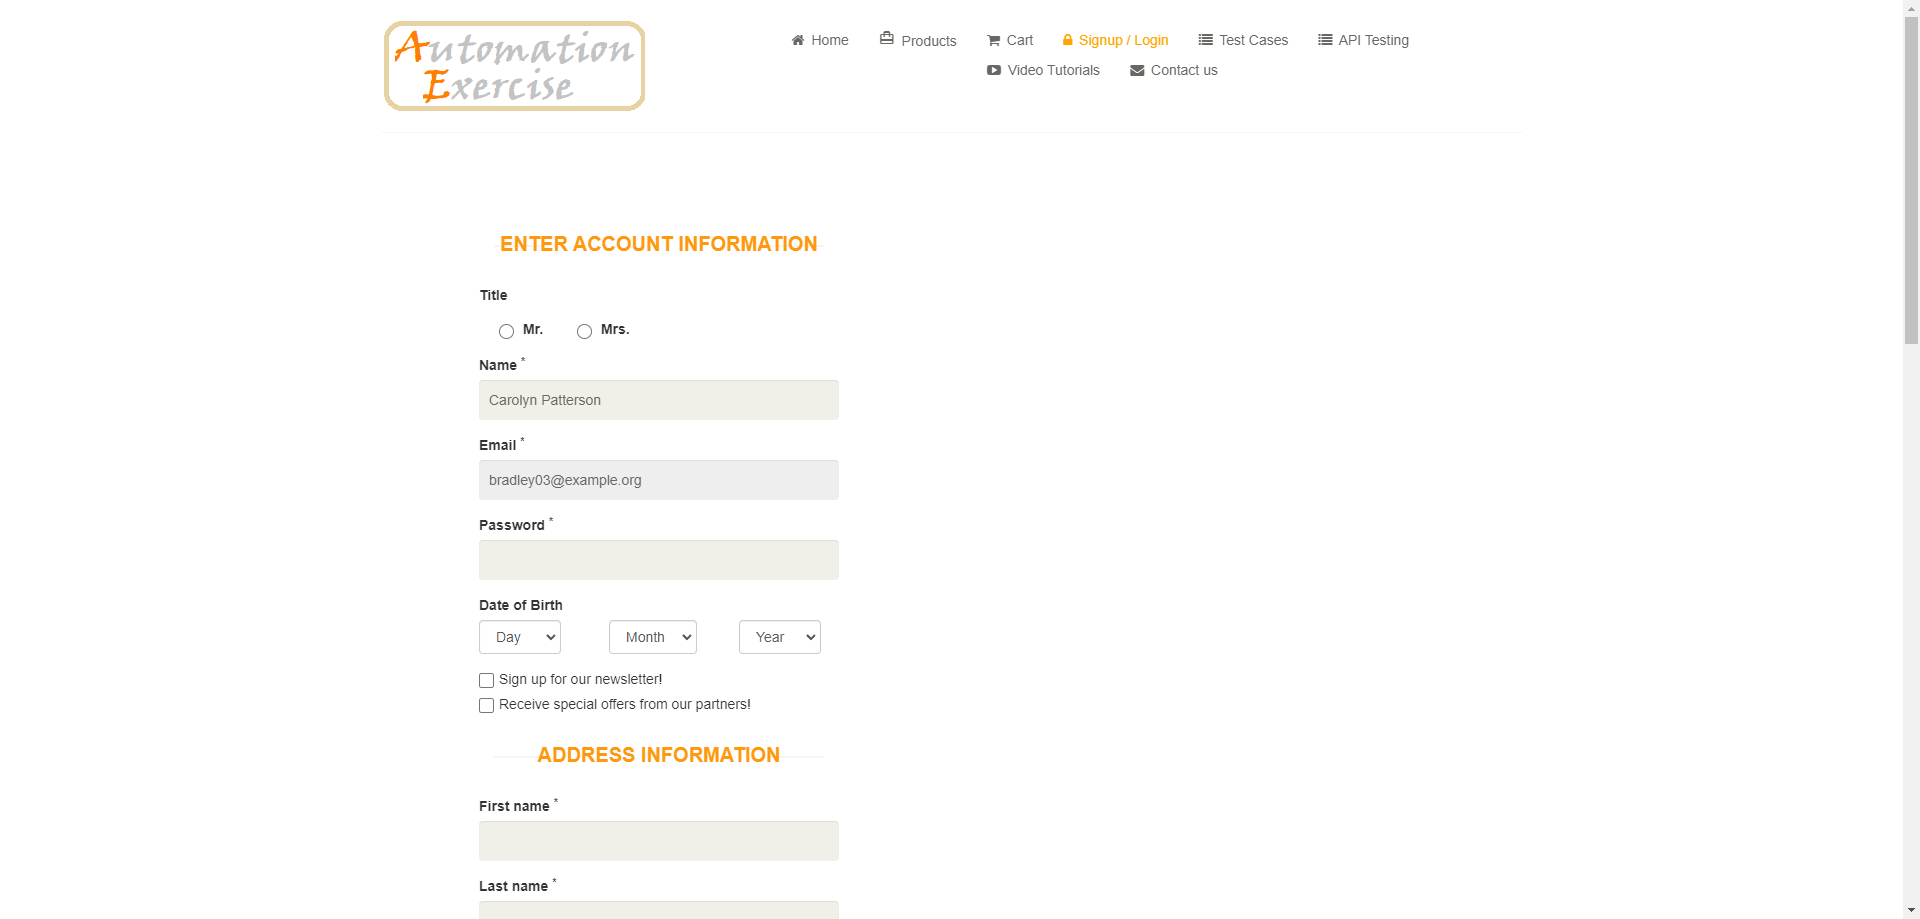 Automation
Exercise
Home
Products
Cart
Signup / Login
Test Cases
API Testing
Video Tutorials
Contact us
ENTER ACCOUNT INFORMATION
Title
Mr.
Mrs.
Name *
Carolyn Patterson
Email *
bradley03@example.org
Password *
Date of Birth
Day
Month
Year
Sign up for our newsletter!
Receive special offers from our partners!
ADDRESS INFORMATION
First name *
Last name *